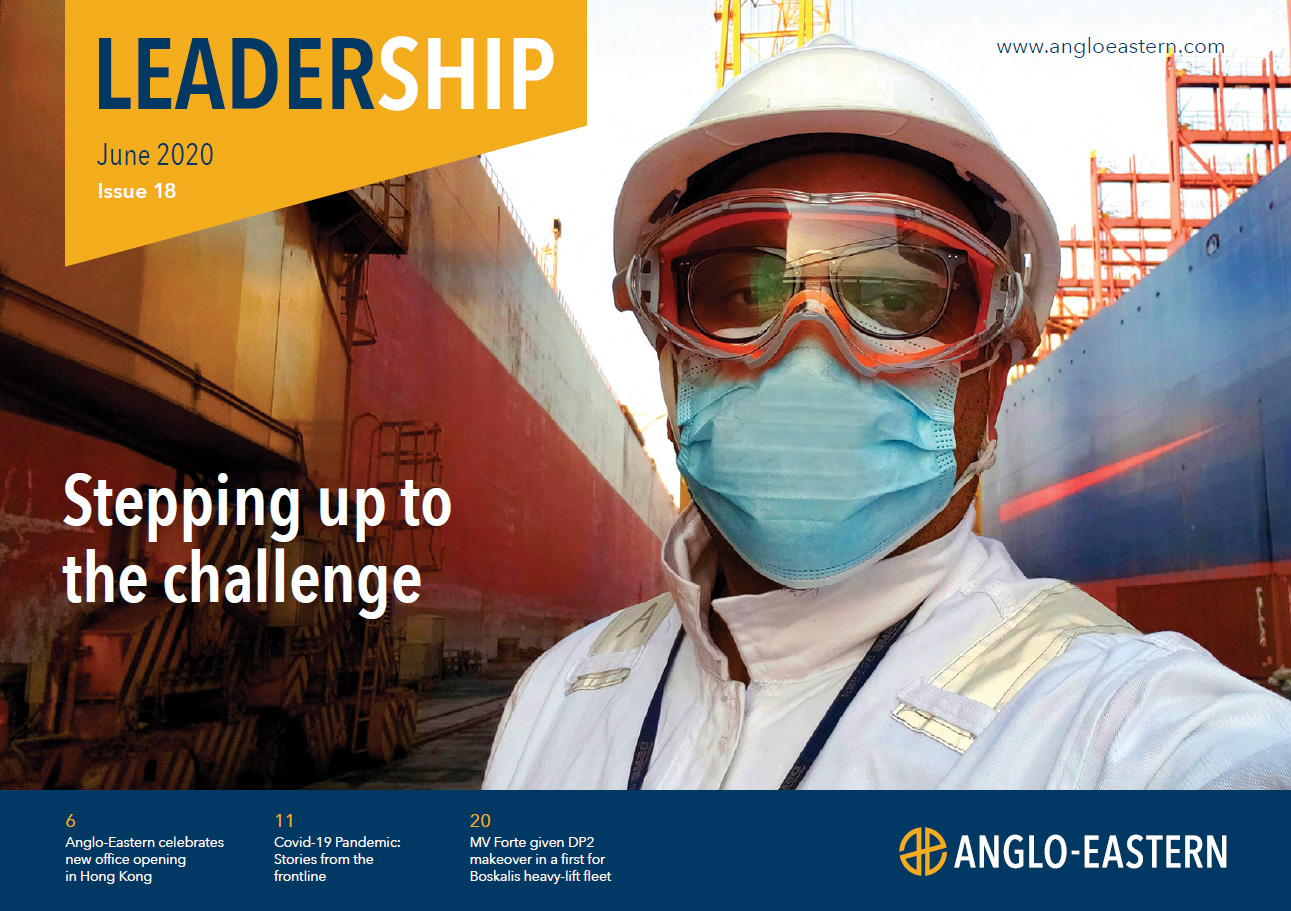 LEADERSHIP
June 2020
Issue 18
www.angloeastern.com
Stepping up to
the challenge
A
6
Anglo-Eastern celebrates
new office opening
in Hong Kong
11
Covid-19 Pandemic:
Stories from the
frontline
20
MV Forte given DP2
makeover in a first for
Boskalis heavy-lift fleet
ANGLO-EASTERN